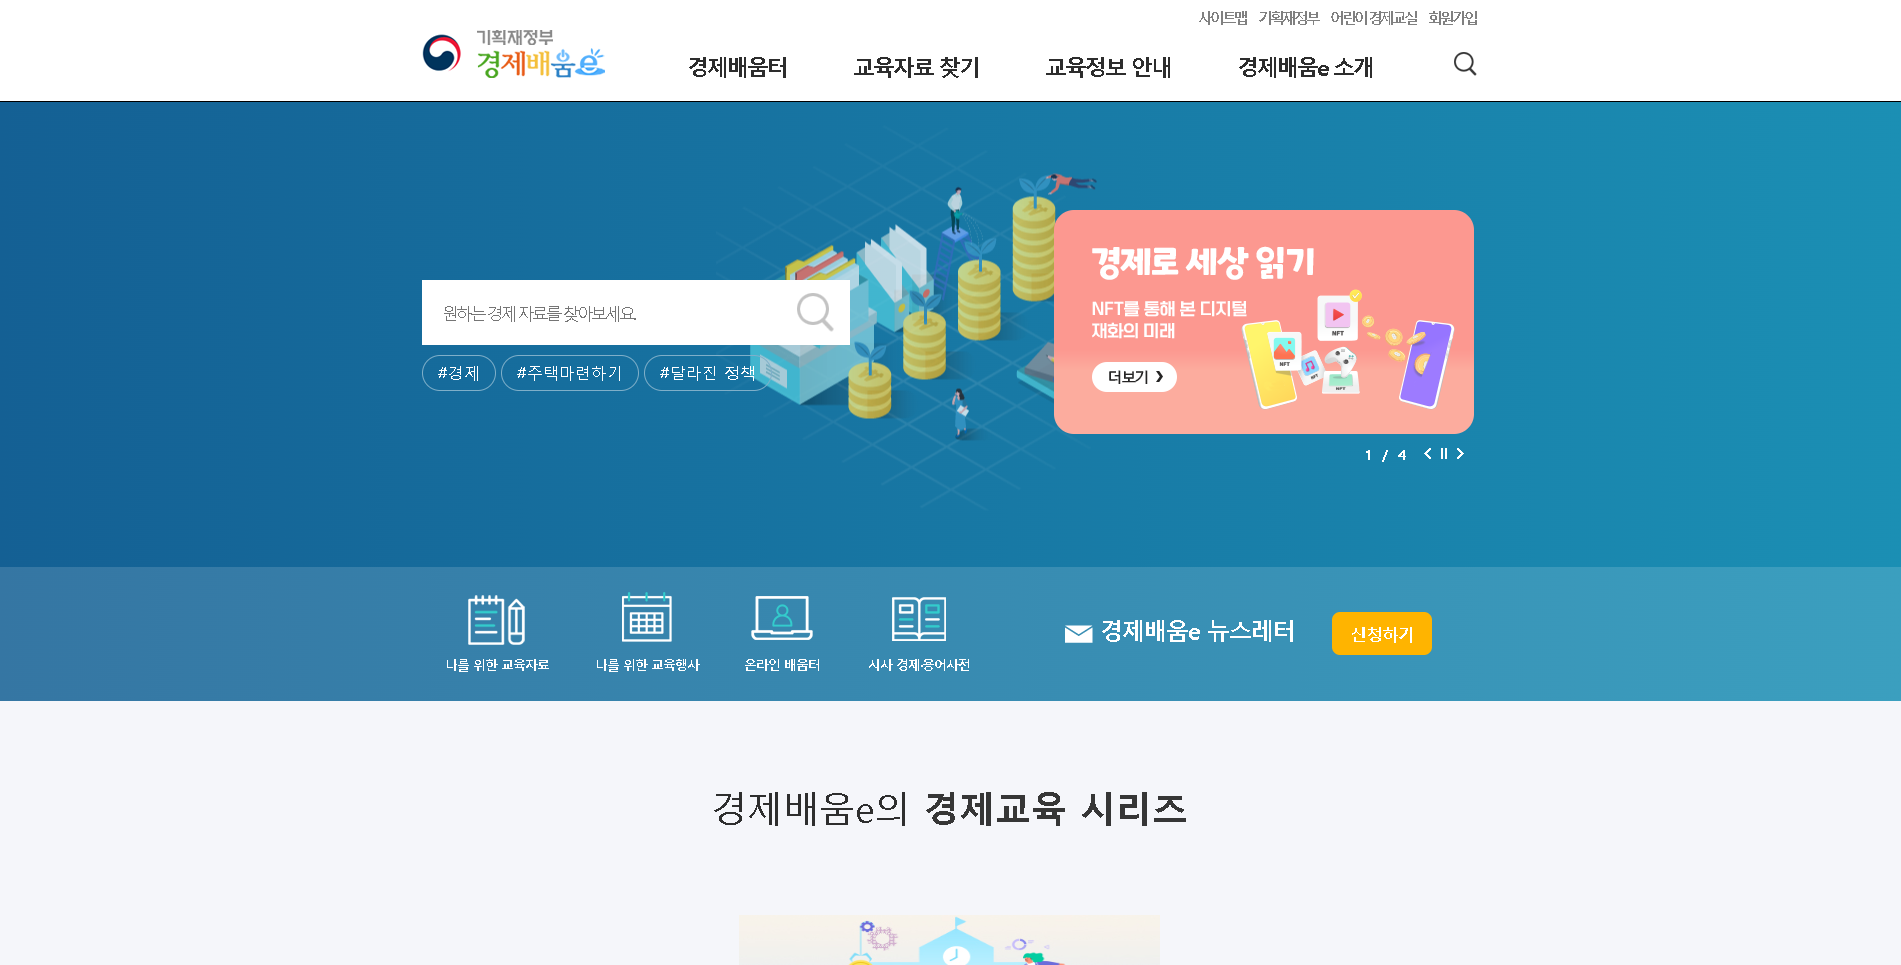 사이트맵 기획재정부 어린이 경제교실 회원가입
기획재정부
경제배움e
경제배움터 교육자료 찾기 교육정보 안내 경제배움e 소개
원하는 경제 자료를 찾아보세요.
#경제 #주택마련하기 #달라진 정책
경제로 세상 읽기
NFT를 통해 본 디지털
재화의 미래
더보기 ❯
NFT
NFT
NFT
1 / 4
나를 위한 교육자료 나를 위한 교육행사 온라인 배움터 시사 경제·용어사전
경제배움e 뉴스레터 신청하기
경제배움e의 경제교육 시리즈